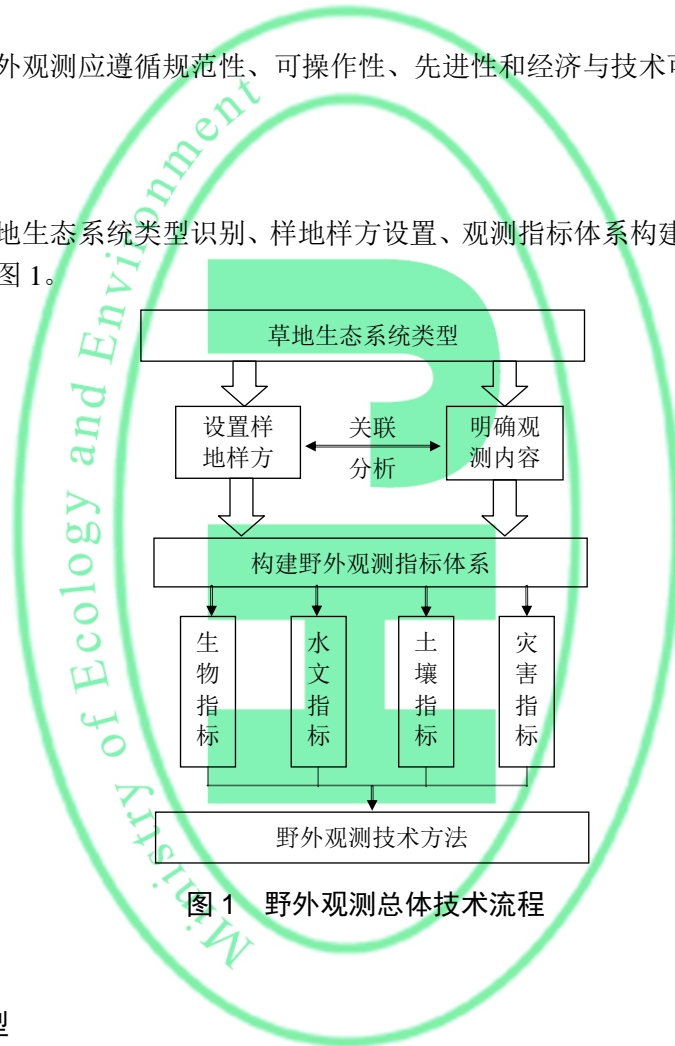 外观测应遵循规范性、可操作性、先进性和经济与技术可
地生态系统类型识别、样地样方设置、观测指标体系构建
图 1。
草地生态系统类型
设置样
地样方
关联
分析
明确观
测内容
构建野外观测指标体系
生物指标
水文指标
土壤指标
灾害指标
野外观测技术方法
图 1 野外观测总体技术流程
型
Ministry of Ecology and Environment